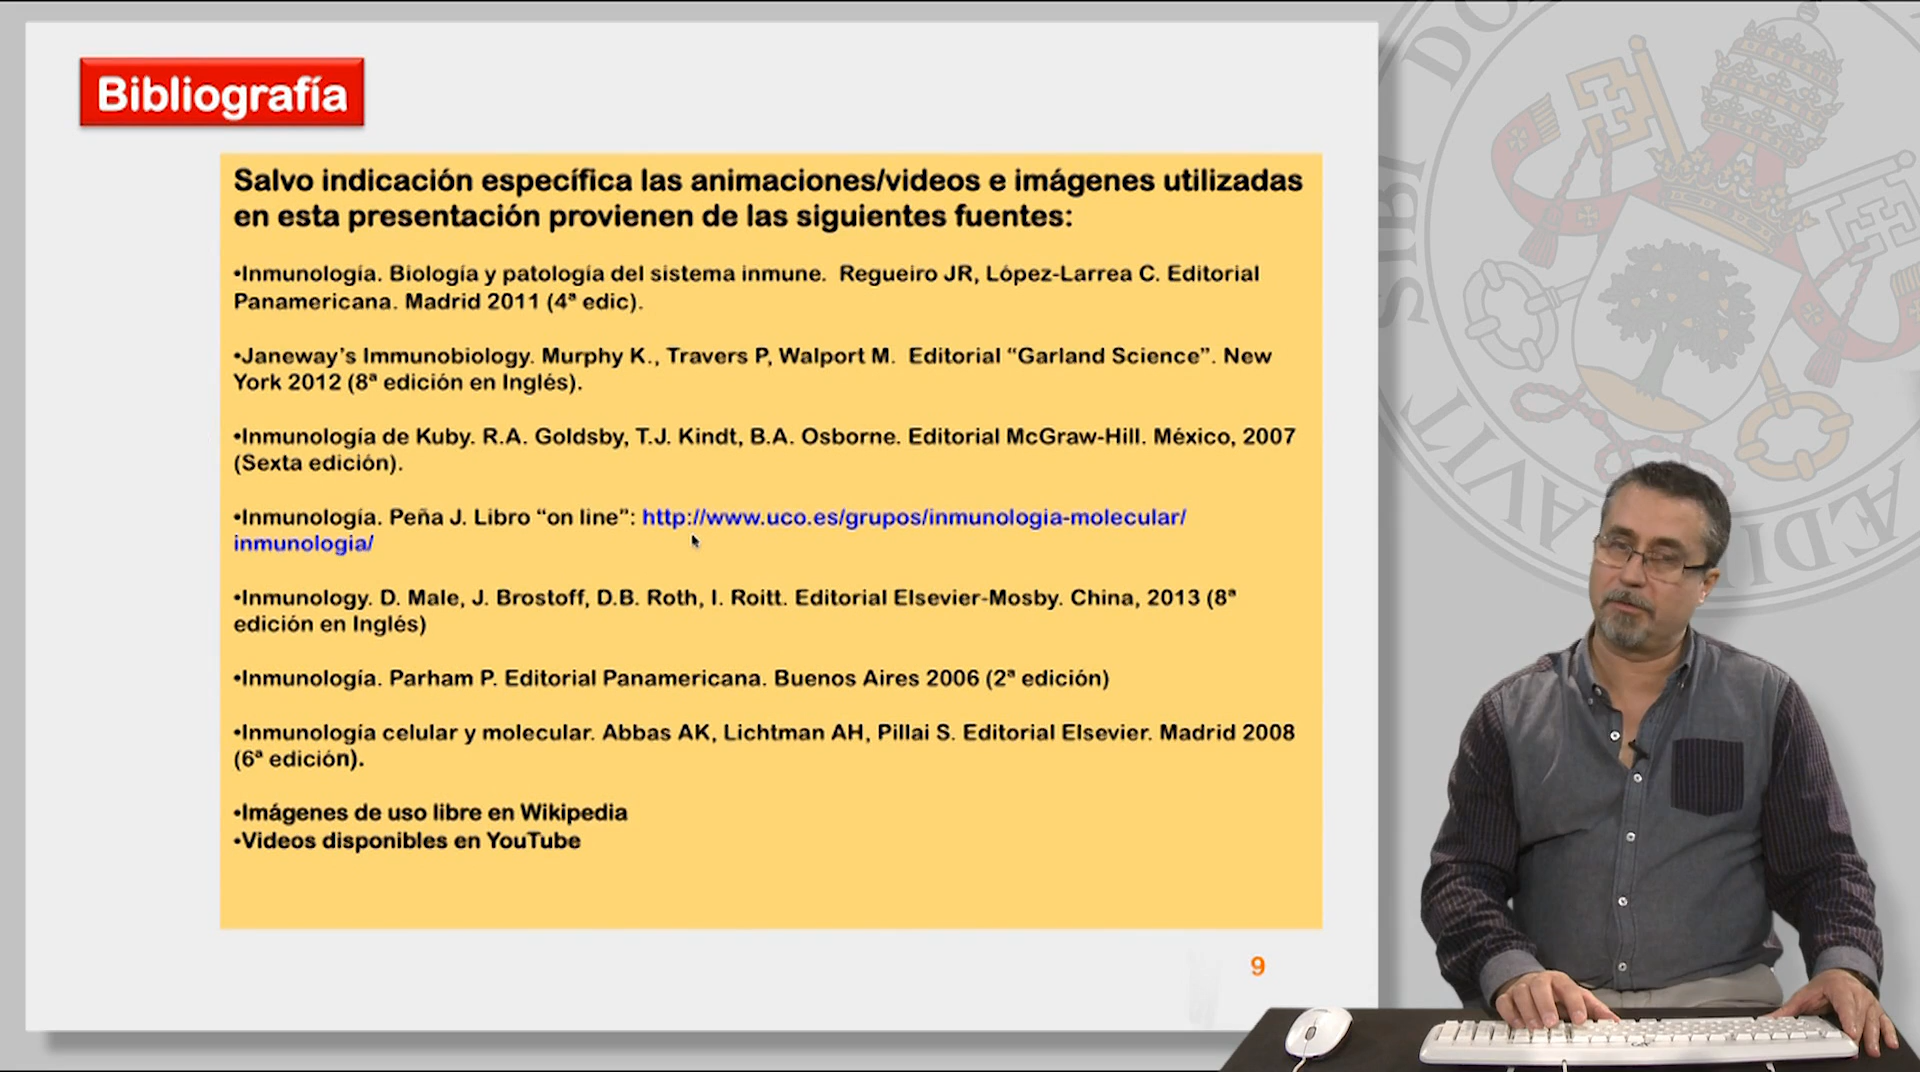 Bibliografía
Salvo indicación específica las animaciones/videos e imágenes utilizadas
en esta presentación provienen de las siguientes fuentes:
•Inmunología. Biología y patología del sistema inmune.  Regueiro JR, López-Larrea C. Editorial
Panamericana. Madrid 2011 (4ª edic).
•Janeway’s Immunobiology. Murphy K., Travers P, Walport M.  Editorial “Garland Science”. New
York 2012 (8ª edición en Inglés).
•Inmunología de Kuby. R.A. Goldsby, T.J. Kindt, B.A. Osborne. Editorial McGraw-Hill. México, 2007
(Sexta edición).
•Inmunología. Peña J. Libro “on line”: http://www.uco.es/grupos/inmunologia-molecular/
inmunologia/
•Inmunology. D. Male, J. Brostoff, D.B. Roth, I. Roitt. Editorial Elsevier-Mosby. China, 2013 (8ª
edición en Inglés)
•Inmunología. Parham P. Editorial Panamericana. Buenos Aires 2006 (2ª edición)
•Inmunología celular y molecular. Abbas AK, Lichtman AH, Pillai S. Editorial Elsevier. Madrid 2008
(6ª edición).
•Imágenes de uso libre en Wikipedia
•Videos disponibles en YouTube
9
SIBI
DO
AVIT
ÆDI